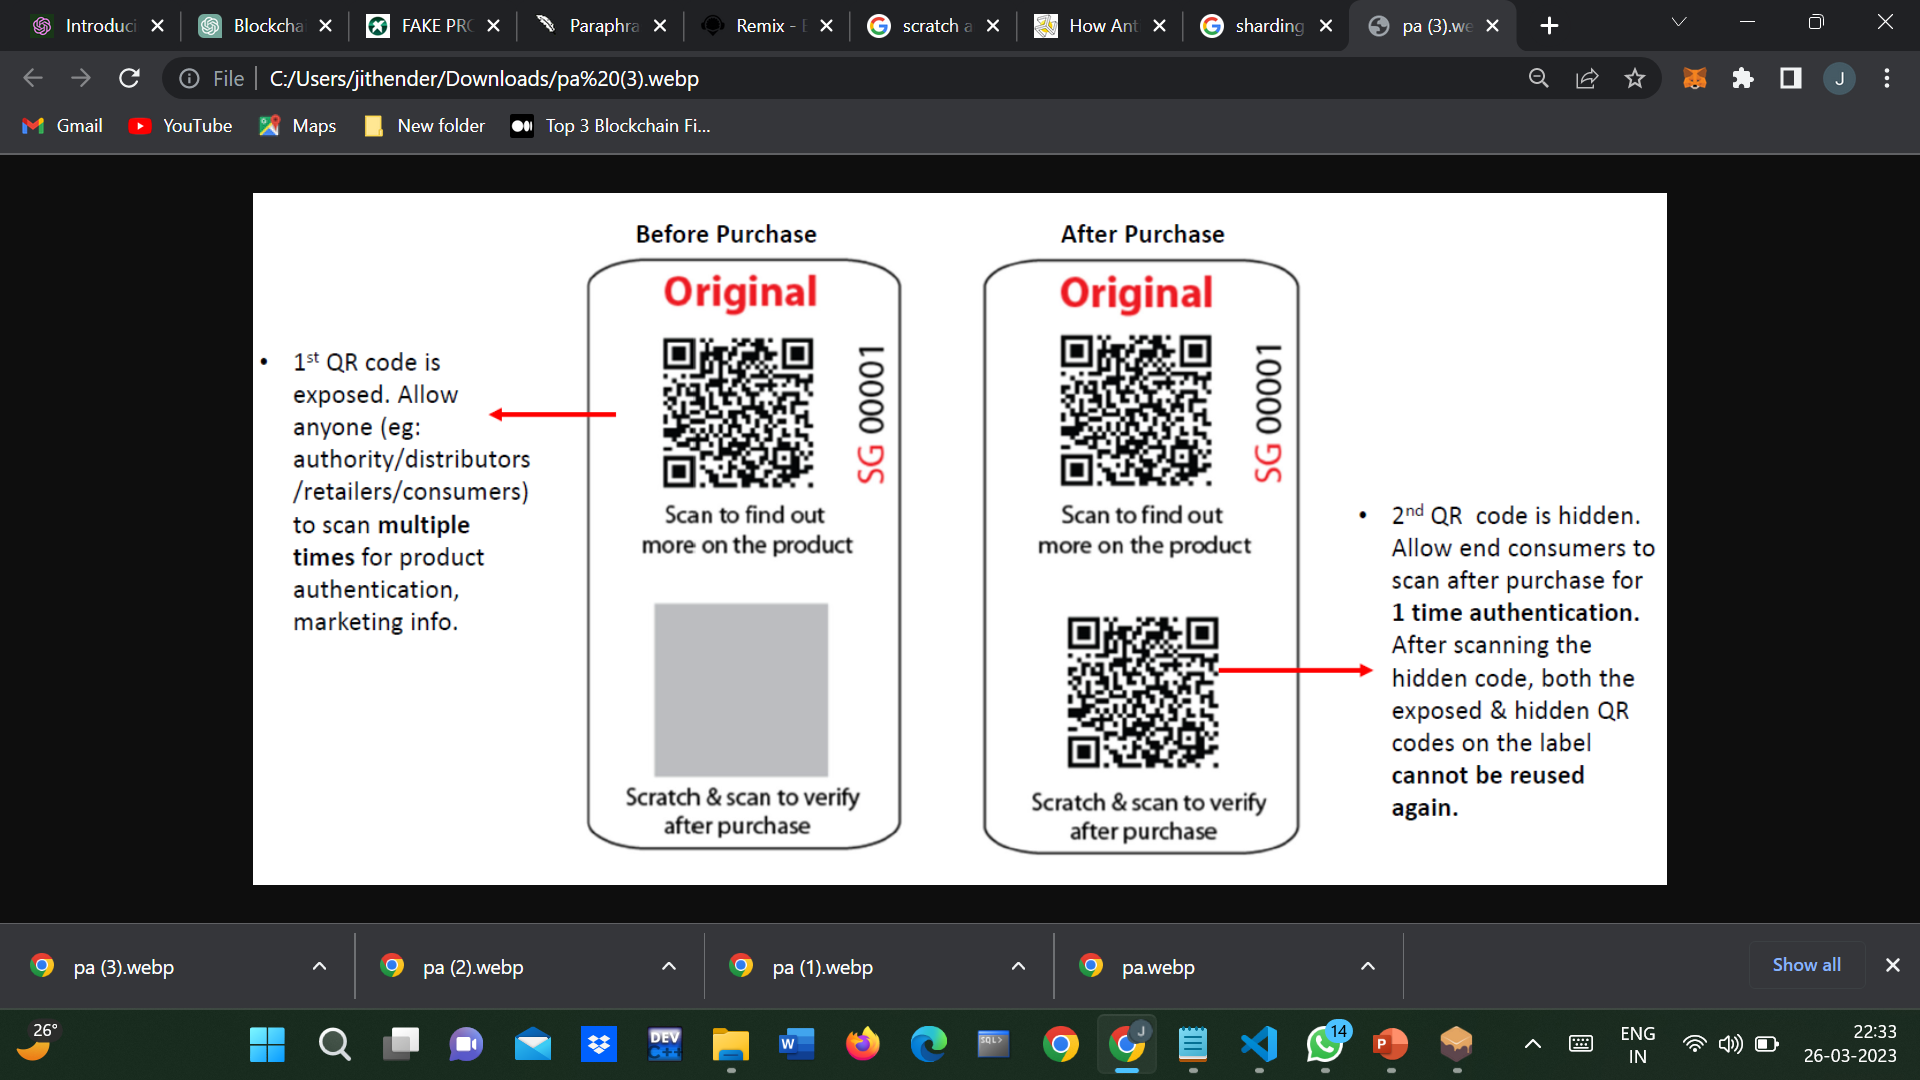 Introduci
Blockcha
FAKE PRO
Paraphra
Remix - E
scratch a
How Ant
sharding
pa (3).we
File
C:/Users/jithender/Downloads/pa%20(3).webp
J
Gmail
YouTube
Maps
New folder
Top 3 Blockchain Fi...
Before Purchase
Original
SG 00001
Scan to find out
more on the product
Scratch & scan to verify
after purchase
After Purchase
Original
SG 00001
Scan to find out
more on the product
Scratch & scan to verify
after purchase
• 1st QR code is
exposed. Allow
anyone (eg:
authority/distributors
/retailers/consumers)
to scan multiple
times for product
authentication,
marketing info.
• 2nd QR code is hidden.
Allow end consumers to
scan after purchase for
1 time authentication.
After scanning the
hidden code, both the
exposed & hidden QR
codes on the label
cannot be reused
again.
pa (3).webp
pa (2).webp
pa (1).webp
pa.webp
Show all
26°
DEV
C++
W
SQL>
J
14
P
ENG
IN
22:33
26-03-2023